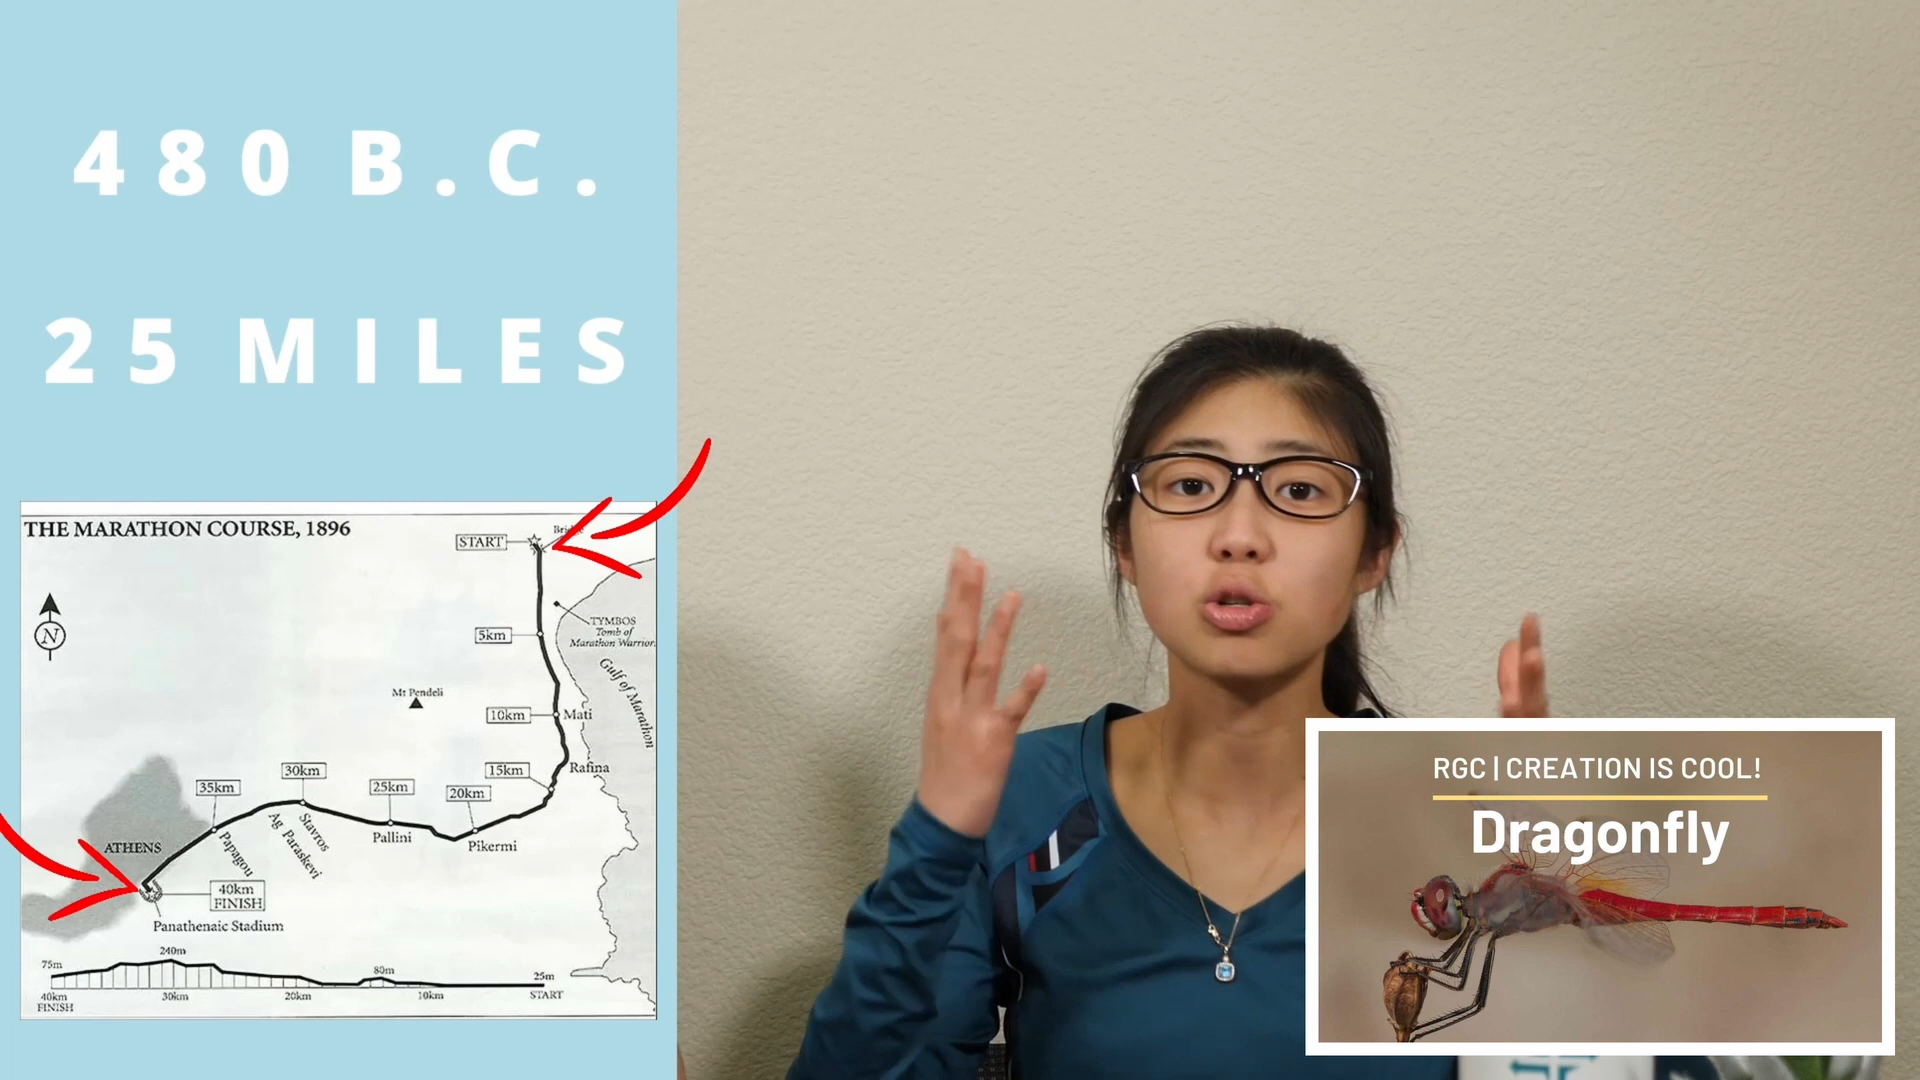 480 B.C.
25 MILES
THE MARATHON COURSE, 1896
START
TYMBOS
Tomb of
Marathon Warrior
5km
N
Gulf of Marathon
Mt Pendeli
10km
Mati
15km
Rafina
30km
35km
25km
20km
Stavros
Ag Paraskevi
Pallini
Pikermi
ATHENS
Papagou
40km
FINISH
Panathenaic Stadium
240m
75m
80m
25m
40km
30km
20km
10km
START
FINISH
RGC | CREATION IS COOL!
Dragonfly